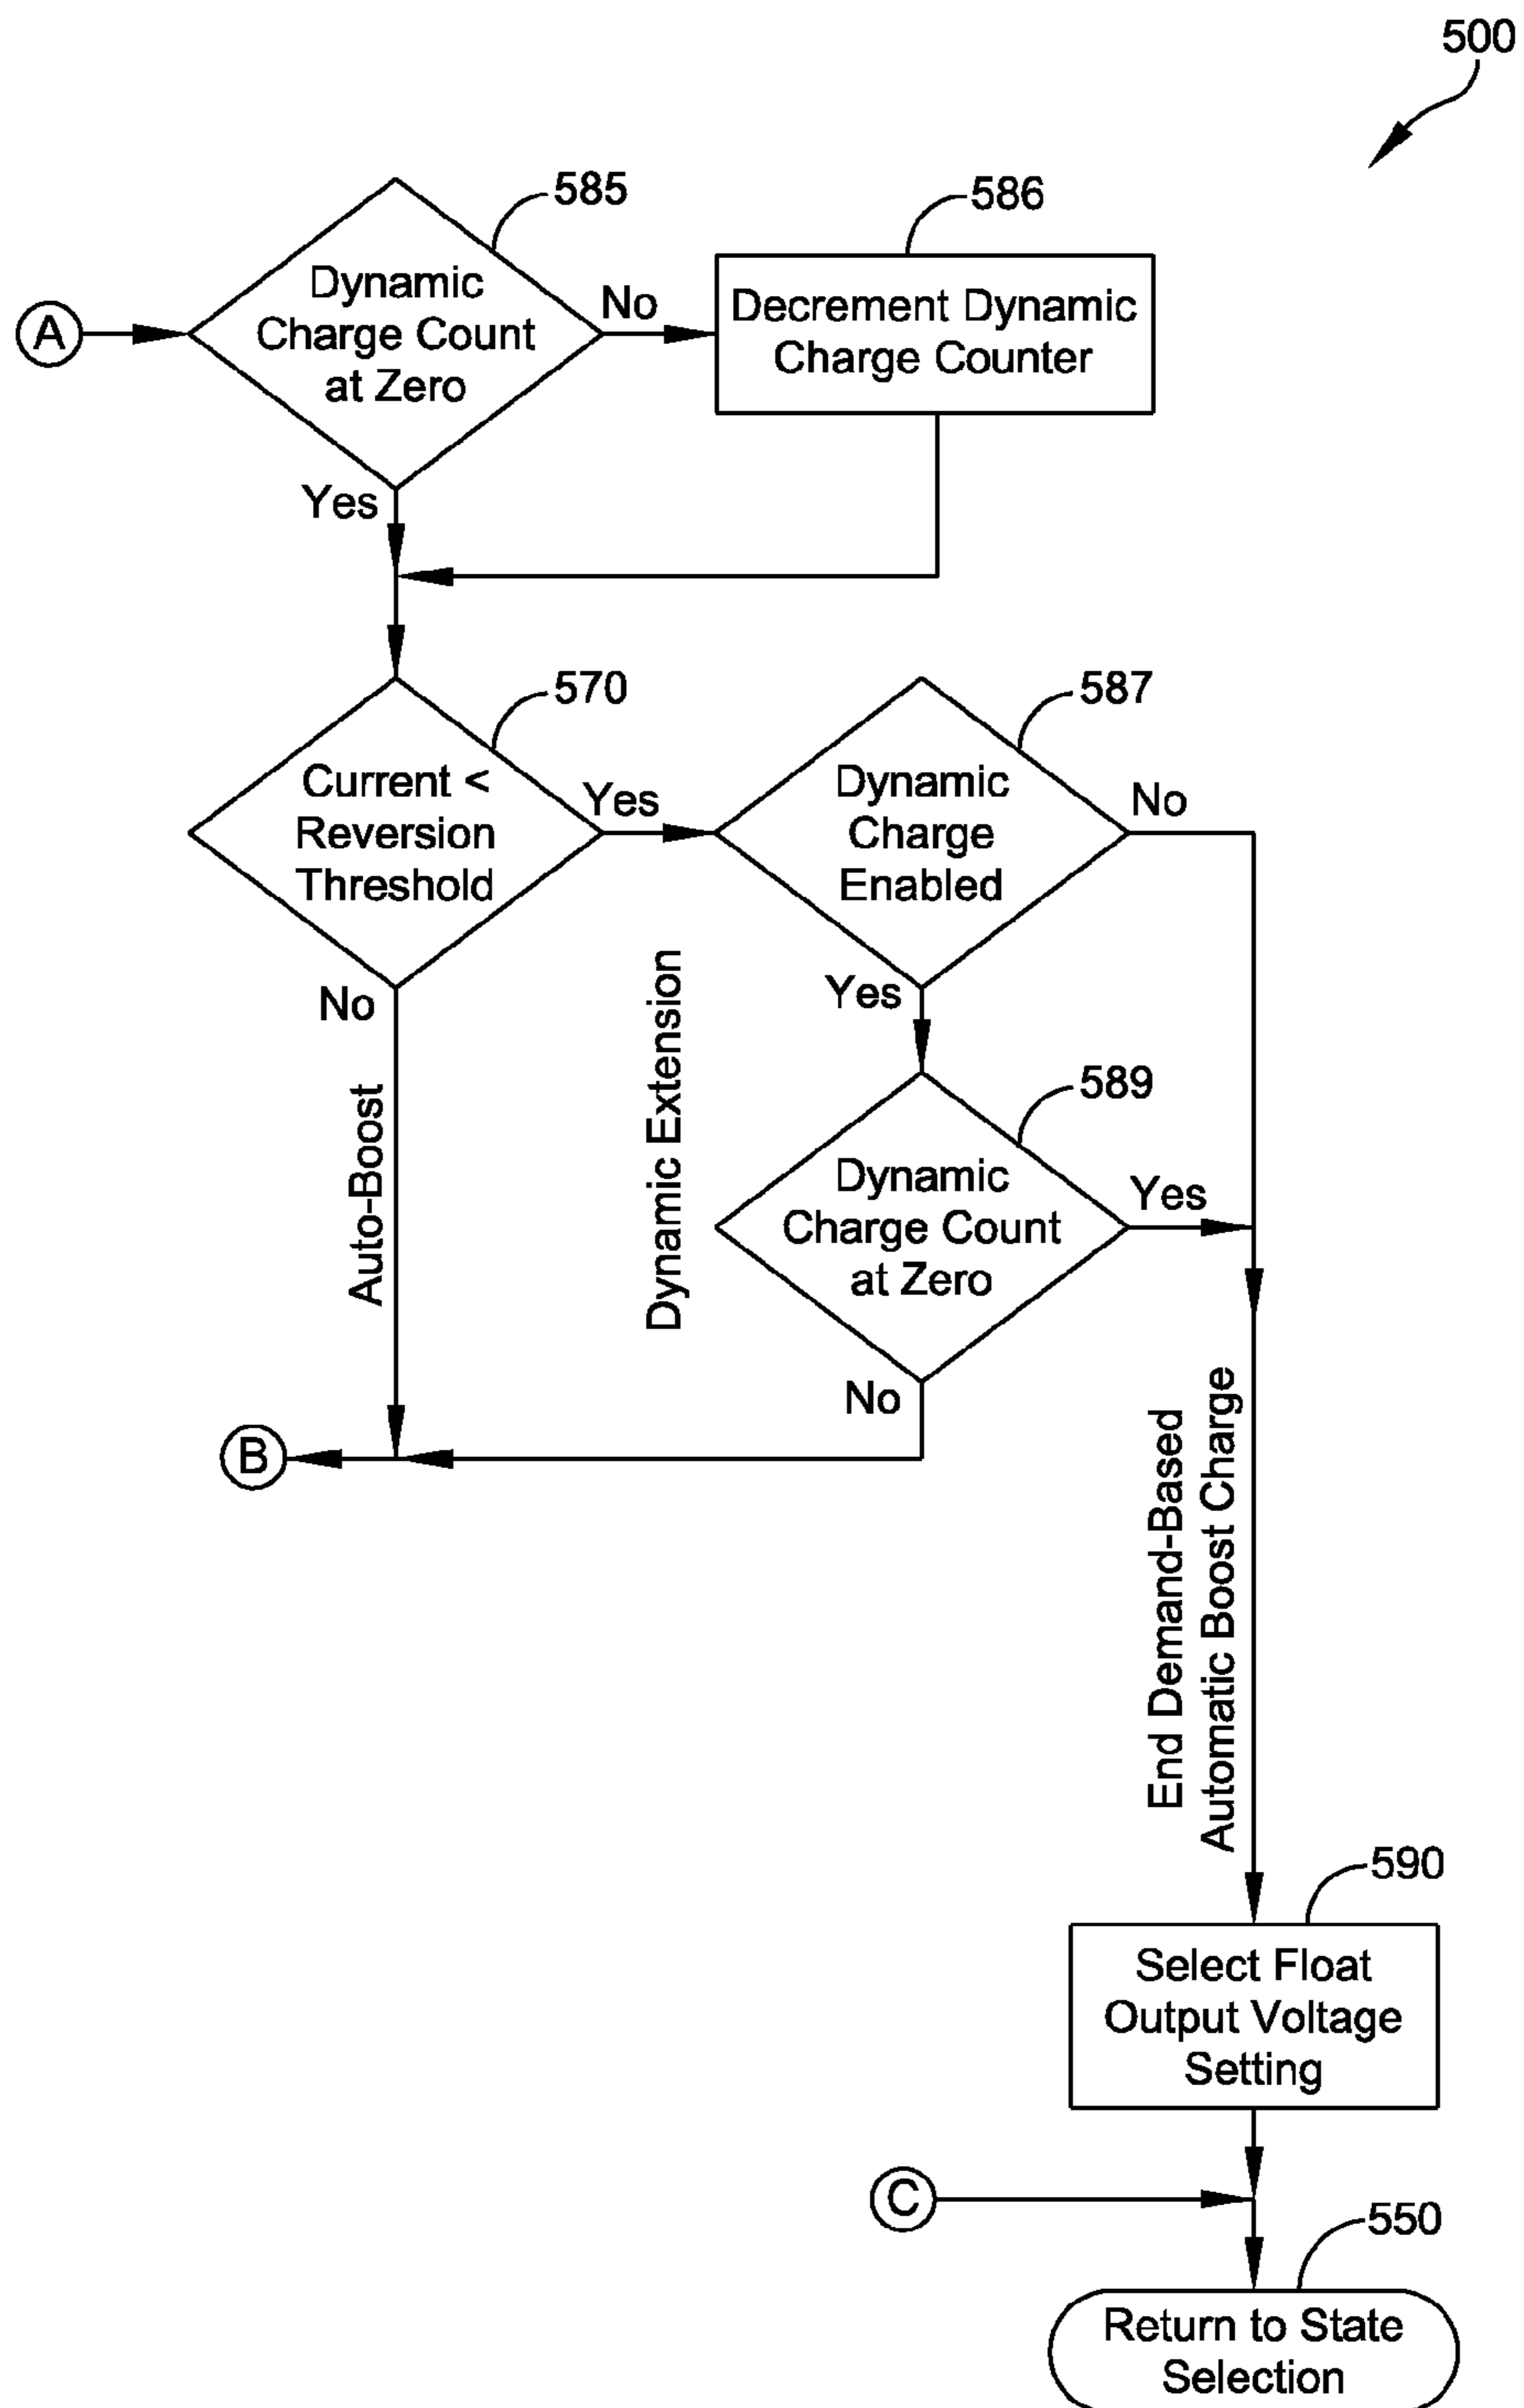 500
585
586
Dynamic
Charge Count
at Zero
A
No
Decrement Dynamic
Charge Counter
Yes
570
587
Current <
Reversion
Threshold
Yes
Dynamic
Charge
Enabled
No
No
Auto-Boost
Dynamic Extension
Yes
589
Dynamic
Charge Count
at Zero
Yes
No
B
End Demand-Based
Automatic Boost Charge
590
Select Float
Output Voltage
Setting
C
550
Return to State
Selection